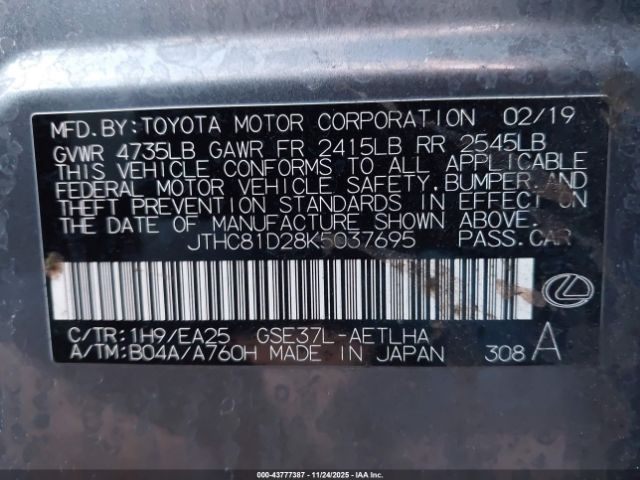 MFD.BY:TOYOTA MOTOR CORPORATION 02/19
GVWR 4735LB GAWR FR 2415LB RR 2545LB
THIS VEHICLE CONFORMS TO ALL APPLICABLE
FEDERAL MOTOR VEHICLE SAFETY.BUMPER.AND
THEFT PREVENTION STANDARDS IN EFFECT ON
THE DATE OF MANUFACTURE SHOWN ABOVE.
JTHC81D28K5037695 PASS.CAR
C/TR:1H9/EA25 GSE37L-AETLHA
A/TM:B04A/A760H MADE IN JAPAN 308 A
000-43777387 - 11/24/2025 - IAA Inc.